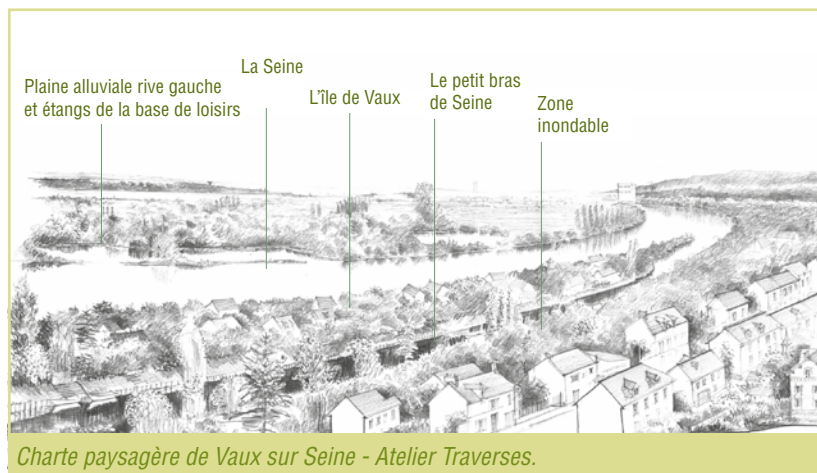 Plaine alluviale rive gauche
et étangs de la base de loisirs
La Seine
L'île de Vaux
Le petit bras
de Seine
Zone
inondable
Charte paysagère de Vaux sur Seine - Atelier Traverses.